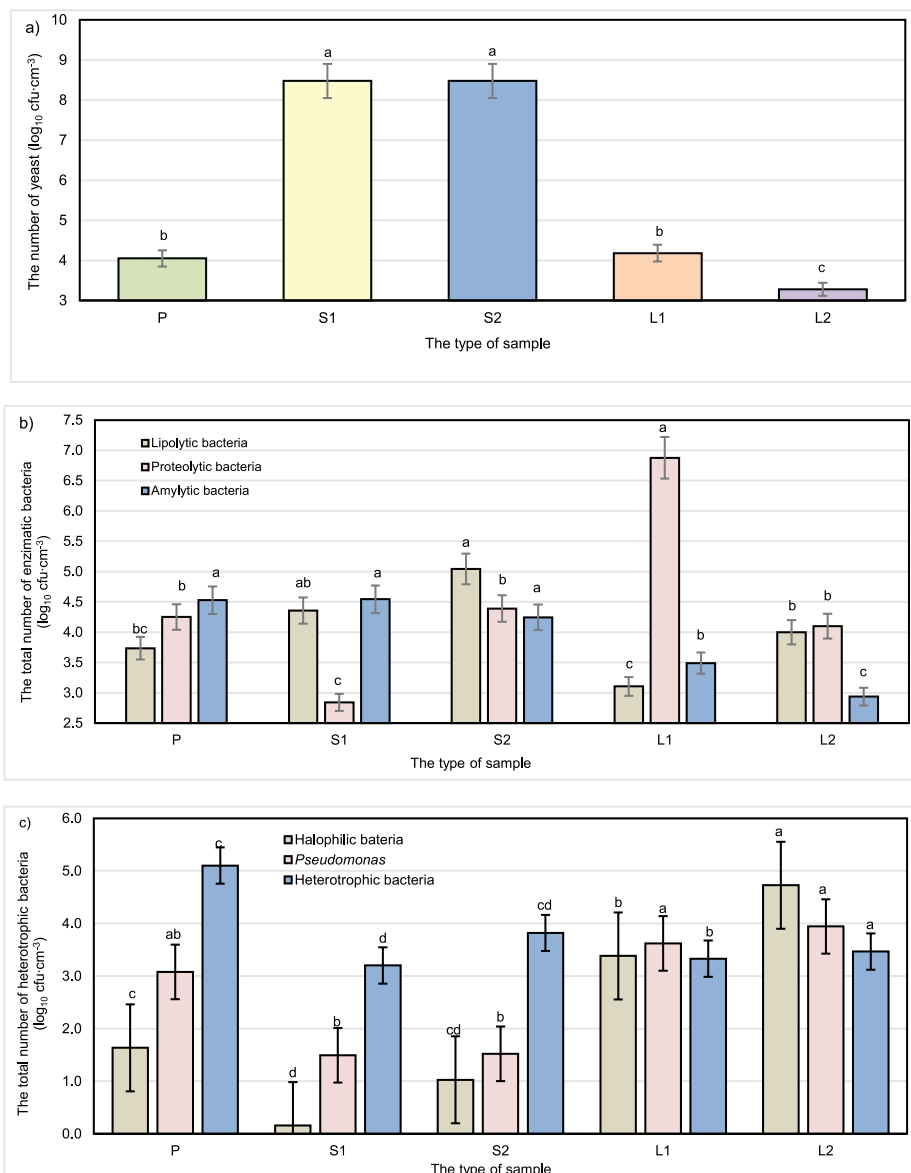 a)
The number of yeast (log₁₀ cfu·cm⁻³)
10
9
8
7
6
5
4
3
a
a
b
b
c
P S1 S2 L1 L2
The type of sample
b)
The total number of enzimatic bacteria
(log₁₀ cfu·cm⁻³)
7.5
7.0
6.5
6.0
5.5
5.0
4.5
4.0
3.5
3.0
2.5
Lipolytic bacteria
Proteolytic bacteria
Amylytic bacteria
bc b a
ab c a
a b a
c a b
b b c
P S1 S2 L1 L2
The type of sample
c)
The total number of heterotrophic bacteria
(log₁₀ cfu·cm⁻³)
6.0
5.0
4.0
3.0
2.0
1.0
0.0
Halophilic bateria
Pseudomonas
Heterotrophic bacteria
c ab c
d b d
cd b cd
b a b
a a a
P S1 S2 L1 L2
The type of sample